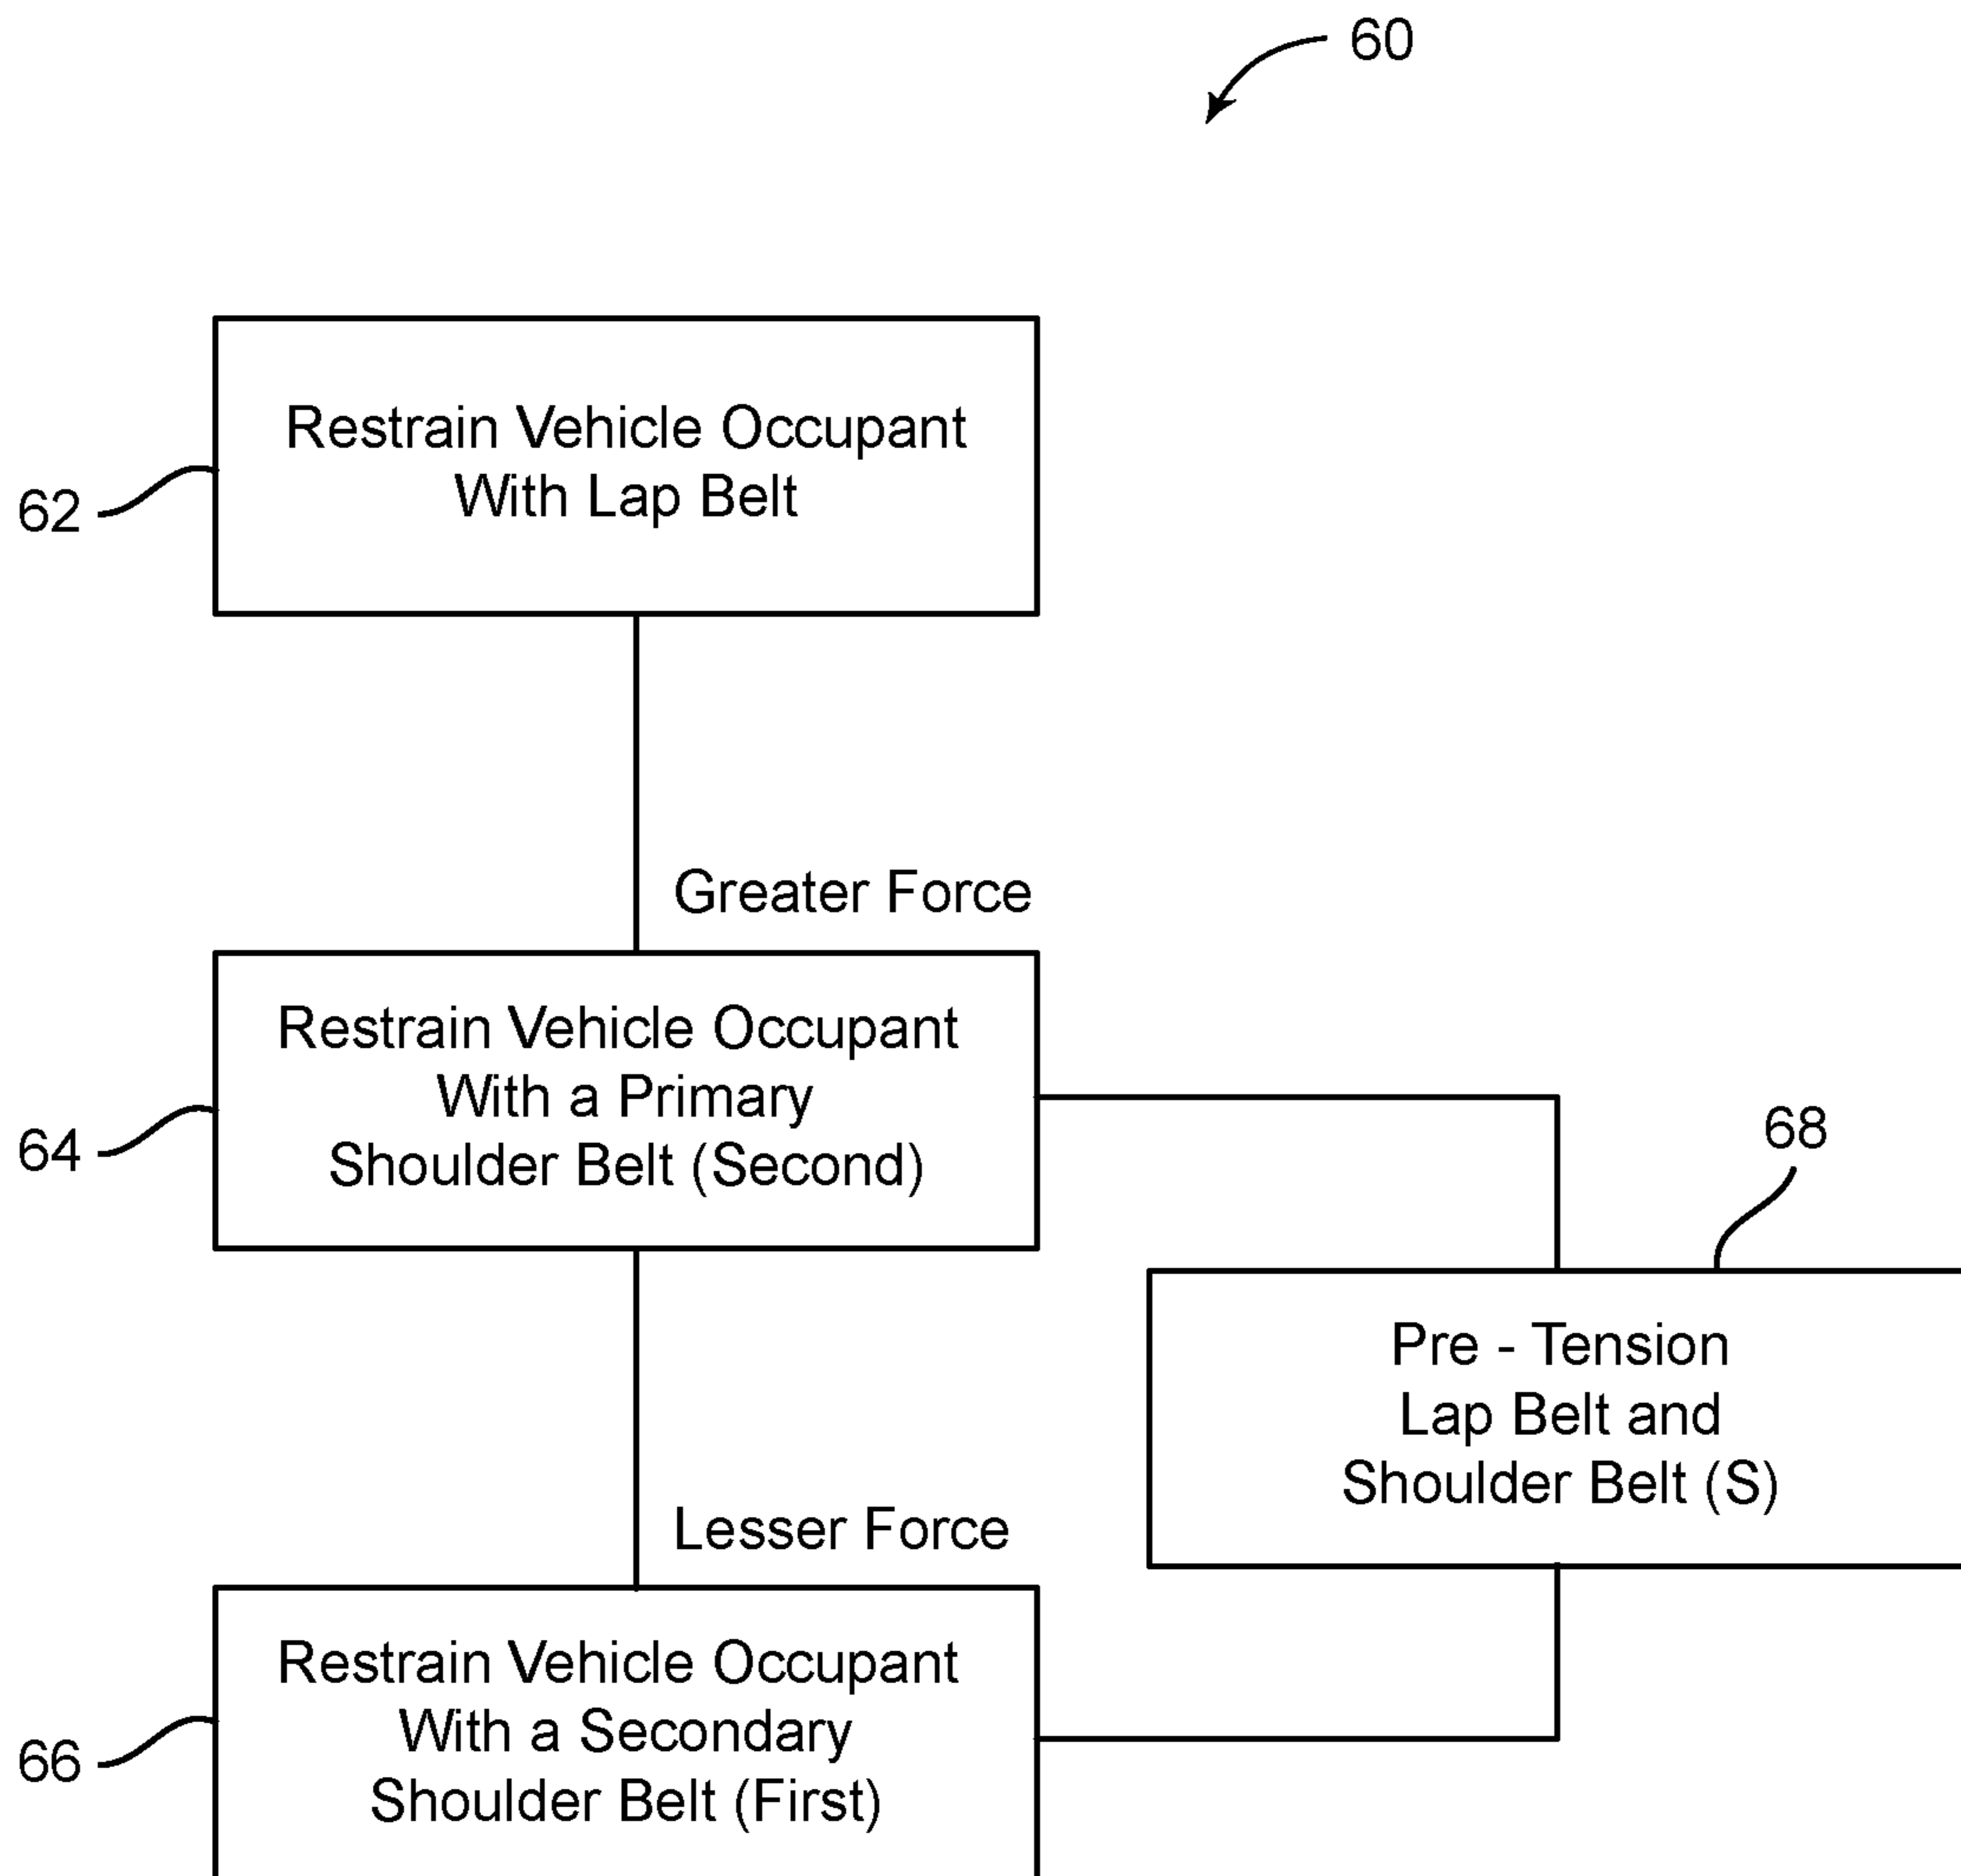 60
Restrain Vehicle Occupant
With Lap Belt
62
Greater Force
Restrain Vehicle Occupant
With a Primary
Shoulder Belt (Second)
64
68
Pre - Tension
Lap Belt and
Shoulder Belt (S)
Lesser Force
Restrain Vehicle Occupant
With a Secondary
Shoulder Belt (First)
66